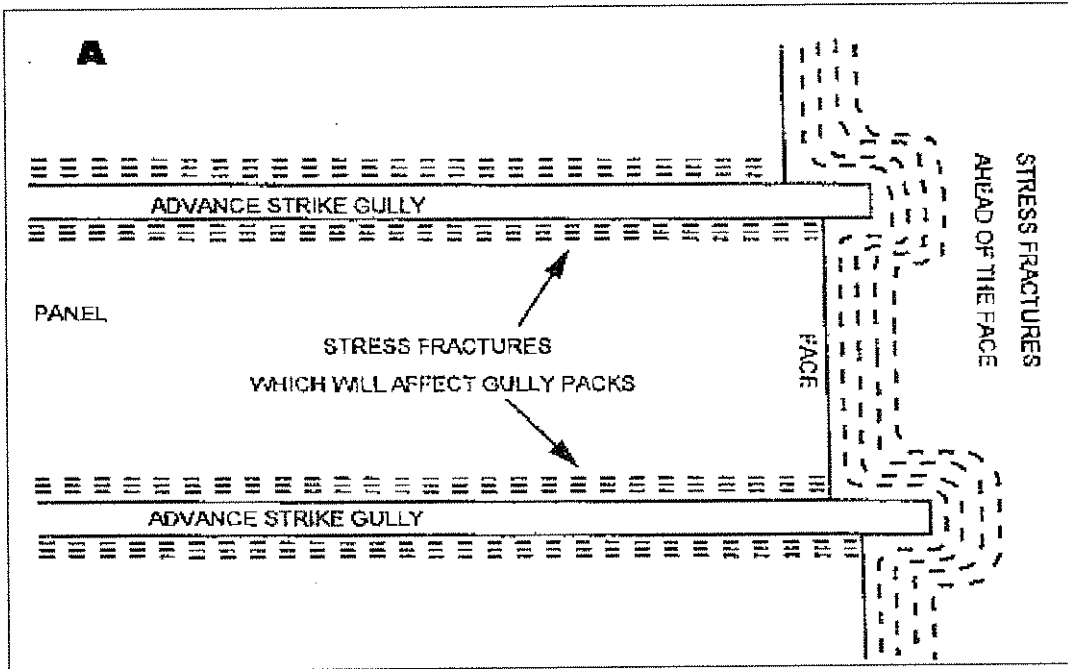 A
ADVANCE STRIKE GULLY
PANEL
STRESS FRACTURES
WHICH WILL AFFECT GULLY PACKS
FACE
STRESS FRACTURES
AHEAD OF THE FACE
ADVANCE STRIKE GULLY